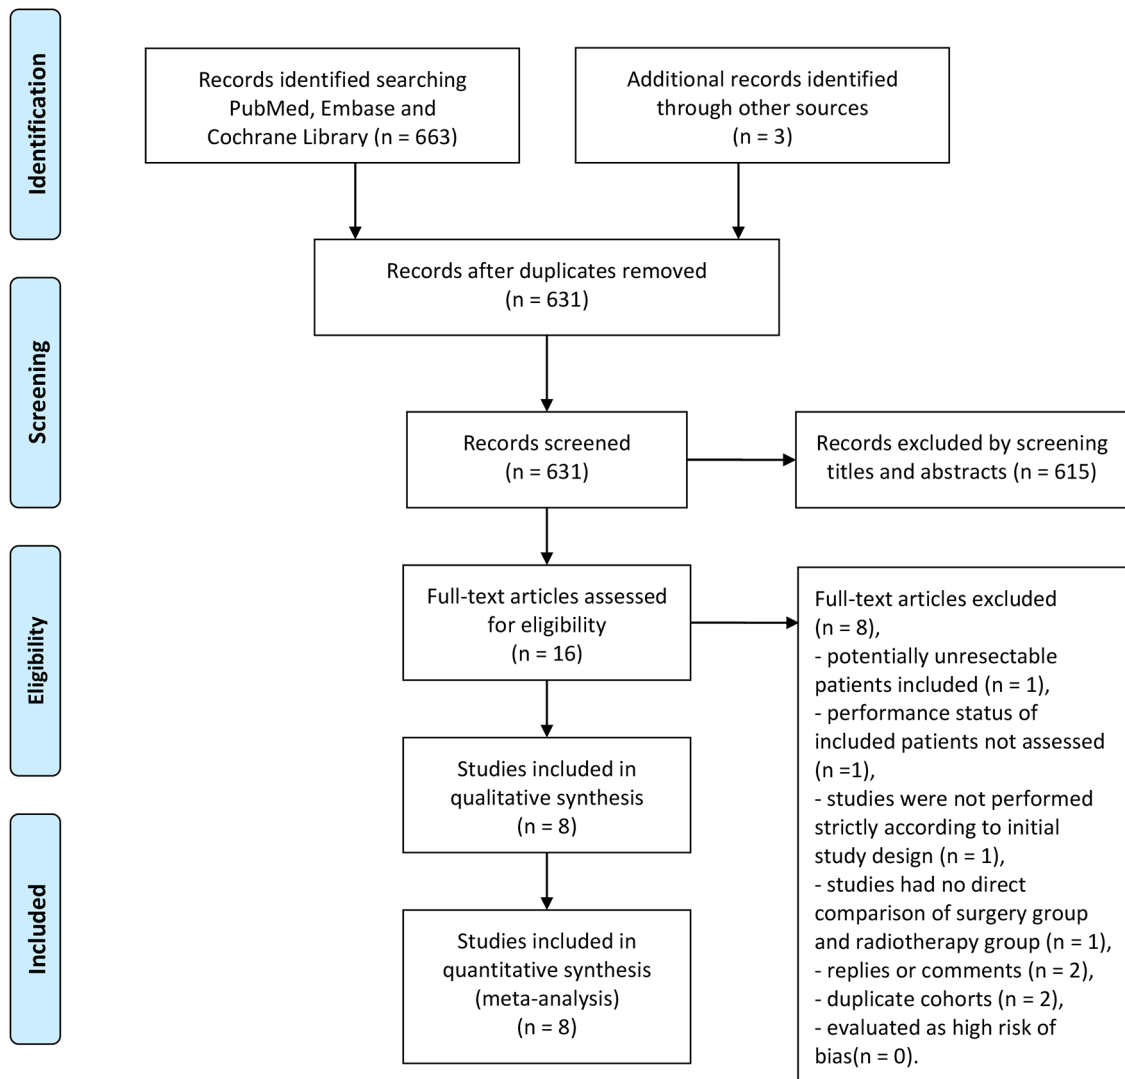 Identification
Records identified searching
PubMed, Embase and
Cochrane Library (n = 663)
Additional records identified
through other sources
(n = 3)
Records after duplicates removed
(n = 631)
Screening
Records screened
(n = 631)
Records excluded by screening
titles and abstracts (n = 615)
Eligibility
Full-text articles assessed
for eligibility
(n = 16)
Full-text articles excluded
(n = 8),
- potentially unresectable
patients included (n = 1),
- performance status of
included patients not assessed
(n =1),
- studies were not performed
strictly according to initial
study design (n = 1),
- studies had no direct
comparison of surgery group
and radiotherapy group (n = 1),
- replies or comments (n = 2),
- duplicate cohorts (n = 2),
- evaluated as high risk of
bias(n = 0).
Studies included in
qualitative synthesis
(n = 8)
Included
Studies included in
quantitative synthesis
(meta-analysis)
(n = 8)